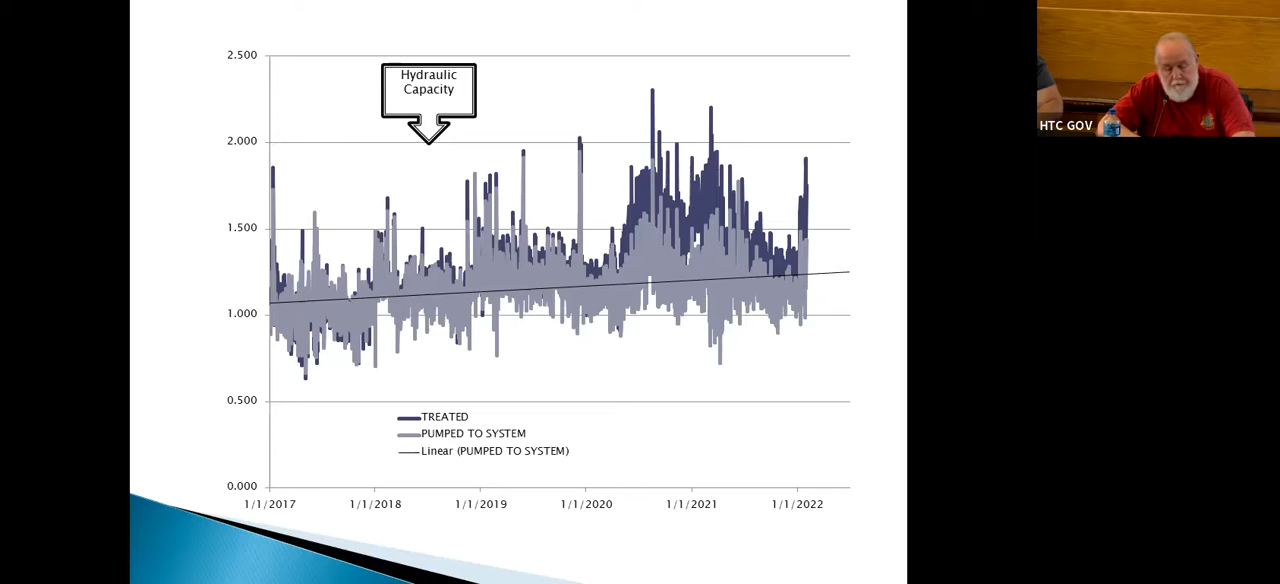 2.500
Hydraulic
Capacity
2.000
1.500
1.000
0.500
TREATED
PUMPED TO SYSTEM
Linear (PUMPED TO SYSTEM)
0.000
1/1/2017 1/1/2018 1/1/2019 1/1/2020 1/1/2021 1/1/2022
HTC GOV